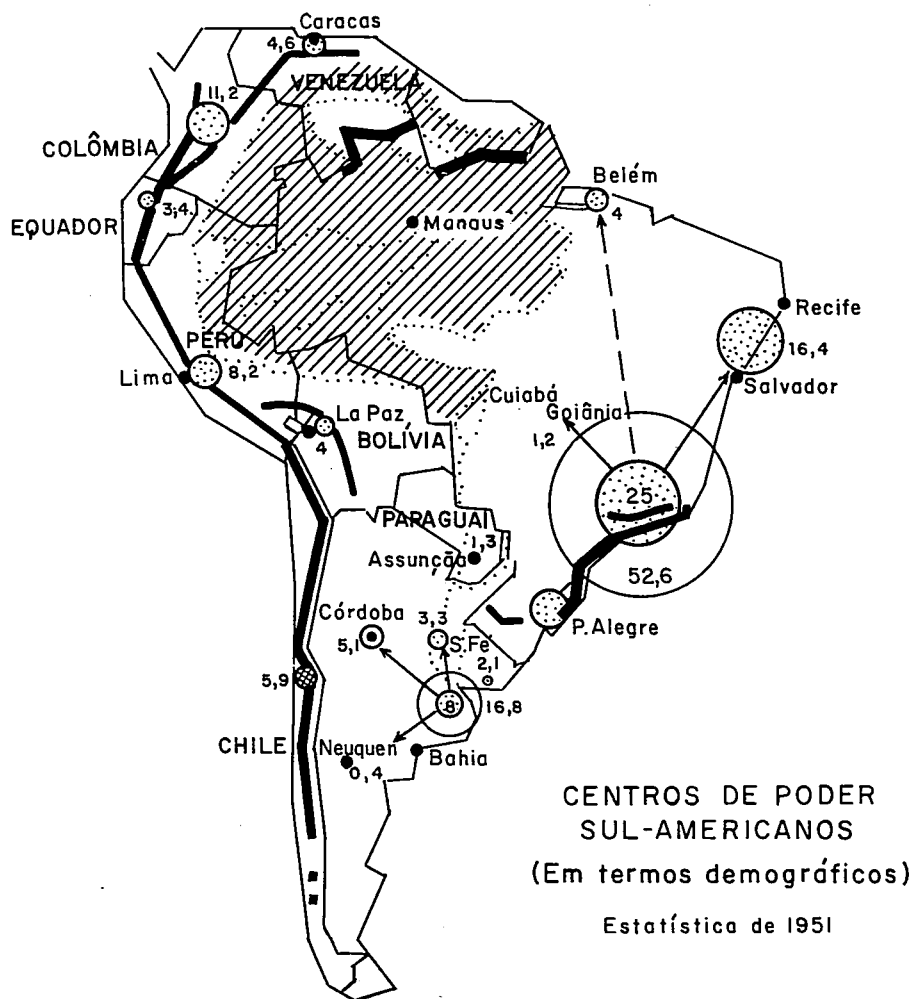 Caracas
4,6
VENEZUELA
11,2
COLÔMBIA
Belém
4
3,4
EQUADOR
Manaus
Recife
16,4
PERU
8,2
Lima
Salvador
Cuiabá
Goiânia
1,2
La Paz
BOLÍVIA
4
25
PARAGUAI
1,3
Assunção
52,6
Córdoba
3,3
5,1
S.Fé
P.Alegre
2,1
5,9
8
16,8
CHILE
Neuquen
Bahia
0,4
CENTROS DE PODER
SUL-AMERICANOS
(Em termos demográficos)
Estatística de 1951